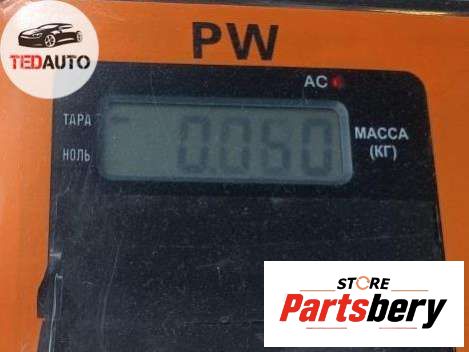 TEDAUTO
PW
AC
ТАРА
0.060
МАССА
НОЛЬ
(КГ)
STORE
Partsbery